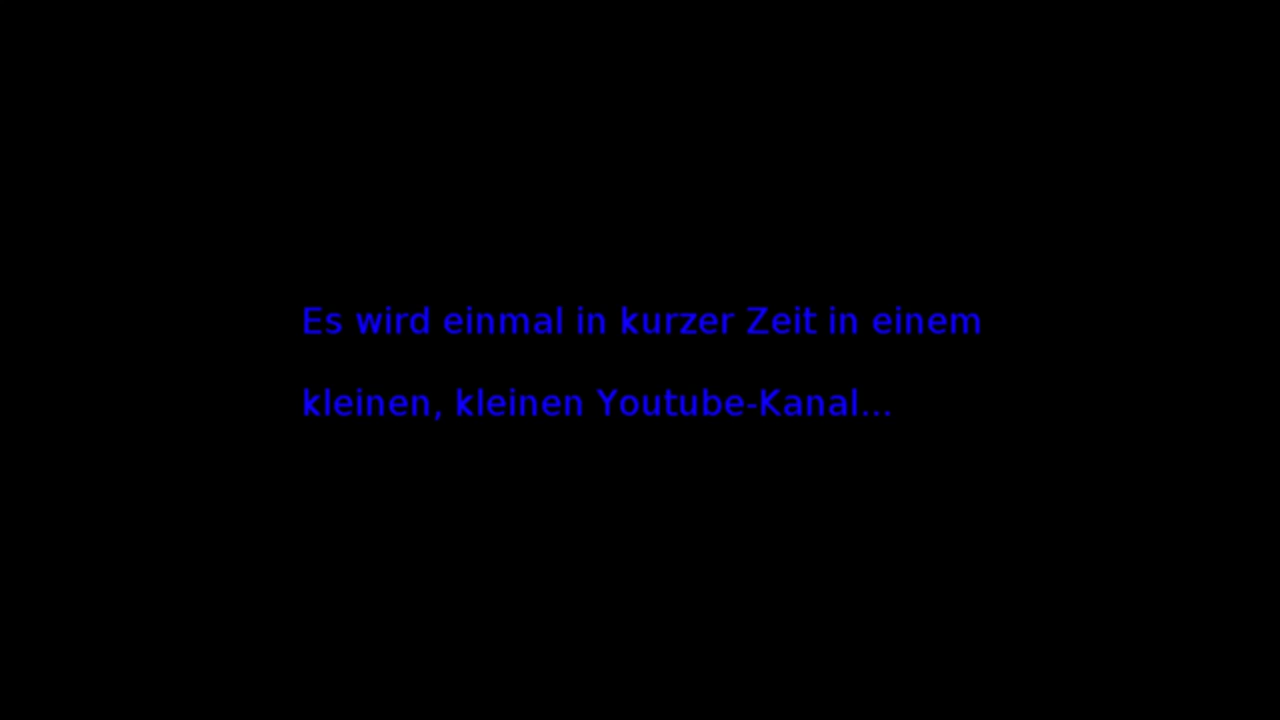 Es wird einmal in kurzer Zeit in einem
kleinen, kleinen Youtube-Kanal...